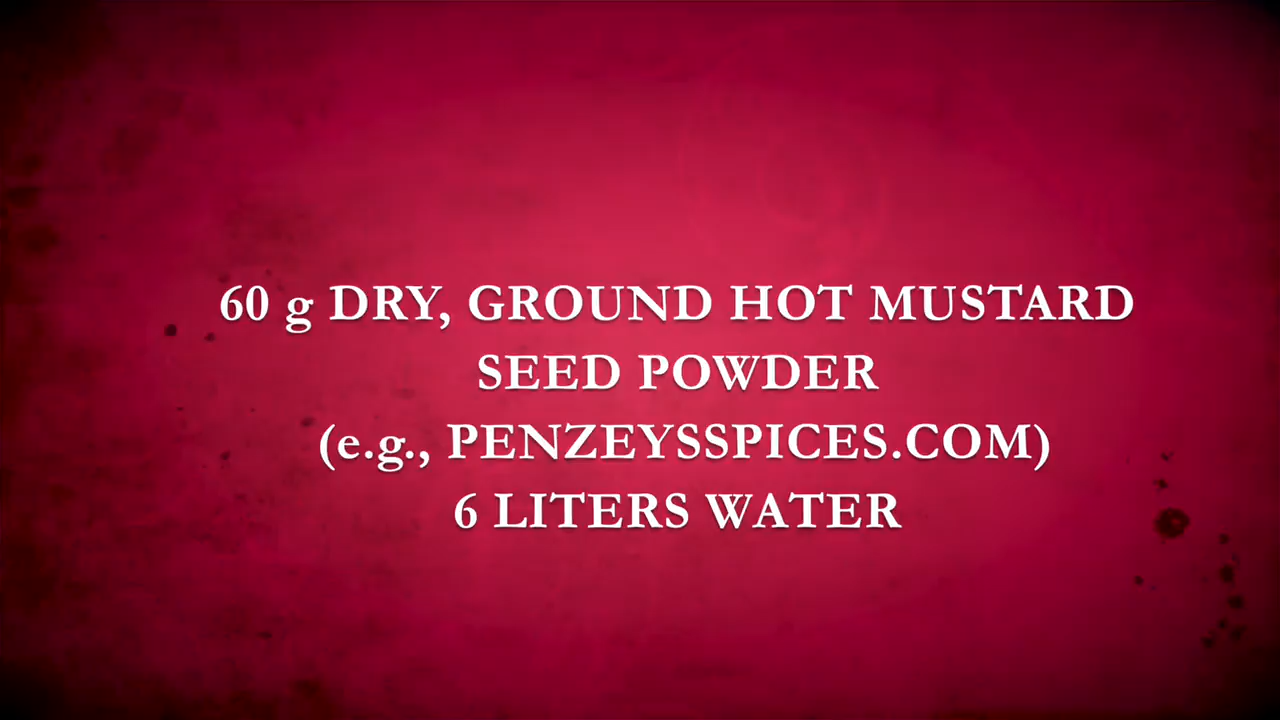 60 g DRY, GROUND HOT MUSTARD
SEED POWDER
(e.g., PENZEYSSPICES.COM)
6 LITERS WATER